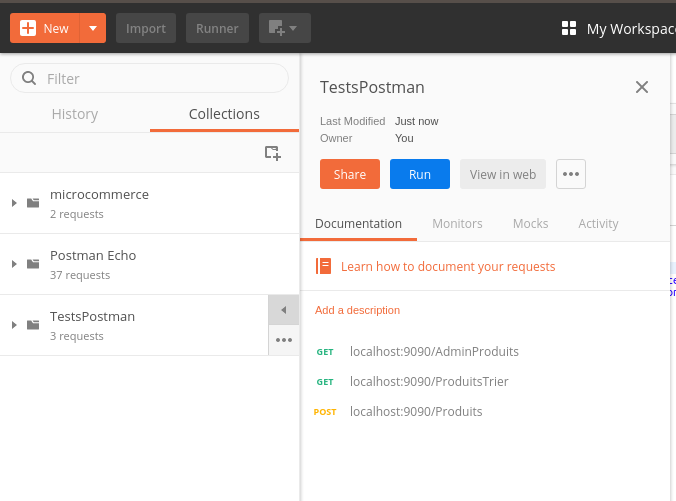 New
Import
Runner
My Workspac
Filter
History
Collections
microcommerce
2 requests
Postman Echo
37 requests
TestsPostman
3 requests
TestsPostman
Last Modified Just now
Owner You
Share
Run
View in web
Documentation
Monitors
Mocks
Activity
Learn how to document your requests
Add a description
GET localhost:9090/AdminProduits
GET localhost:9090/ProduitsTrier
POST localhost:9090/Produits